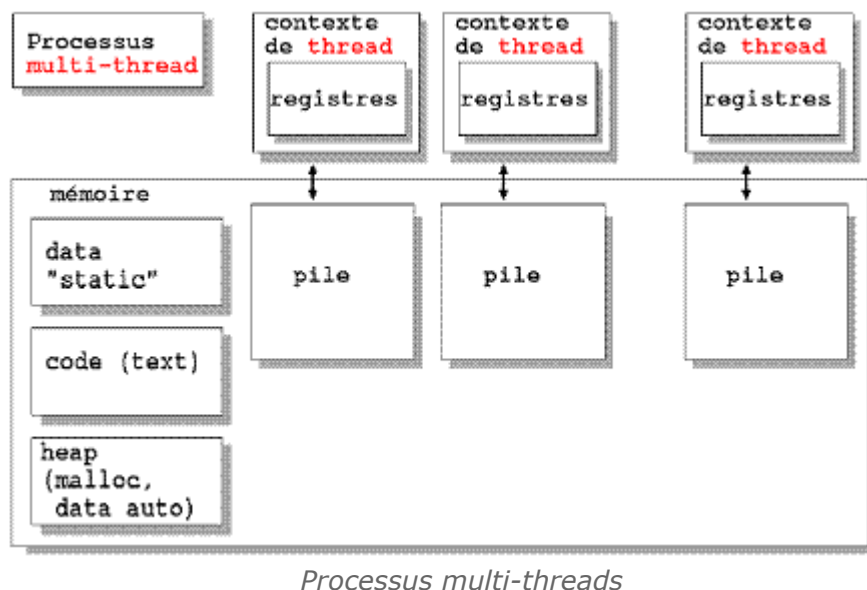 Processus
multi-thread
contexte
de thread
registres
contexte
de thread
registres
contexte
de thread
registres
mémoire
data
"static"
code (text)
heap
(malloc,
data auto)
pile
pile
pile
Processus multi-threads